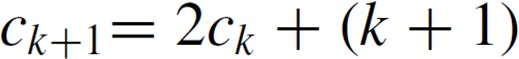 c_{k+1} = 2c_k + (k + 1)